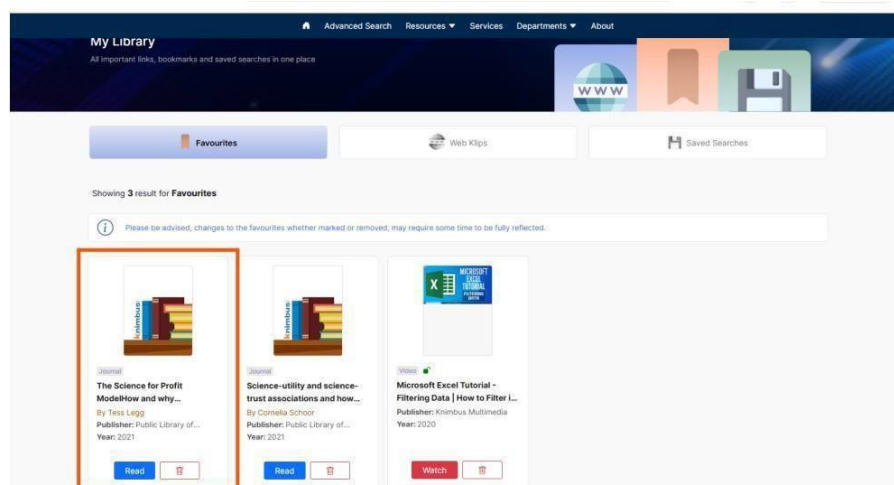 Advanced Search Resources Services Departments About
My Library
All important links, bookmarks and saved searches in one place
WWW
Favourites
Web Klips
Saved Searches
Showing 3 result for Favourites
Please be advised, changes to the favourites whether marked or removed, may require some time to be fully reflected.
knimbus
Journal
The Science for Profit
ModelHow and why...
By Tess Legg
Publisher: Public Library of...
Year: 2021
Read
knimbus
Journal
Science-utility and science-
trust associations and how...
By Cornelia Schoor
Publisher: Public Library of...
Year: 2021
Read
X
MICROSOFT
EXCEL
TUTORIAL
FILTERING
DATA
Video
Microsoft Excel Tutorial -
Filtering Data | How to Filter i...
Publisher: Knimbus Multimedia
Year: 2020
Watch